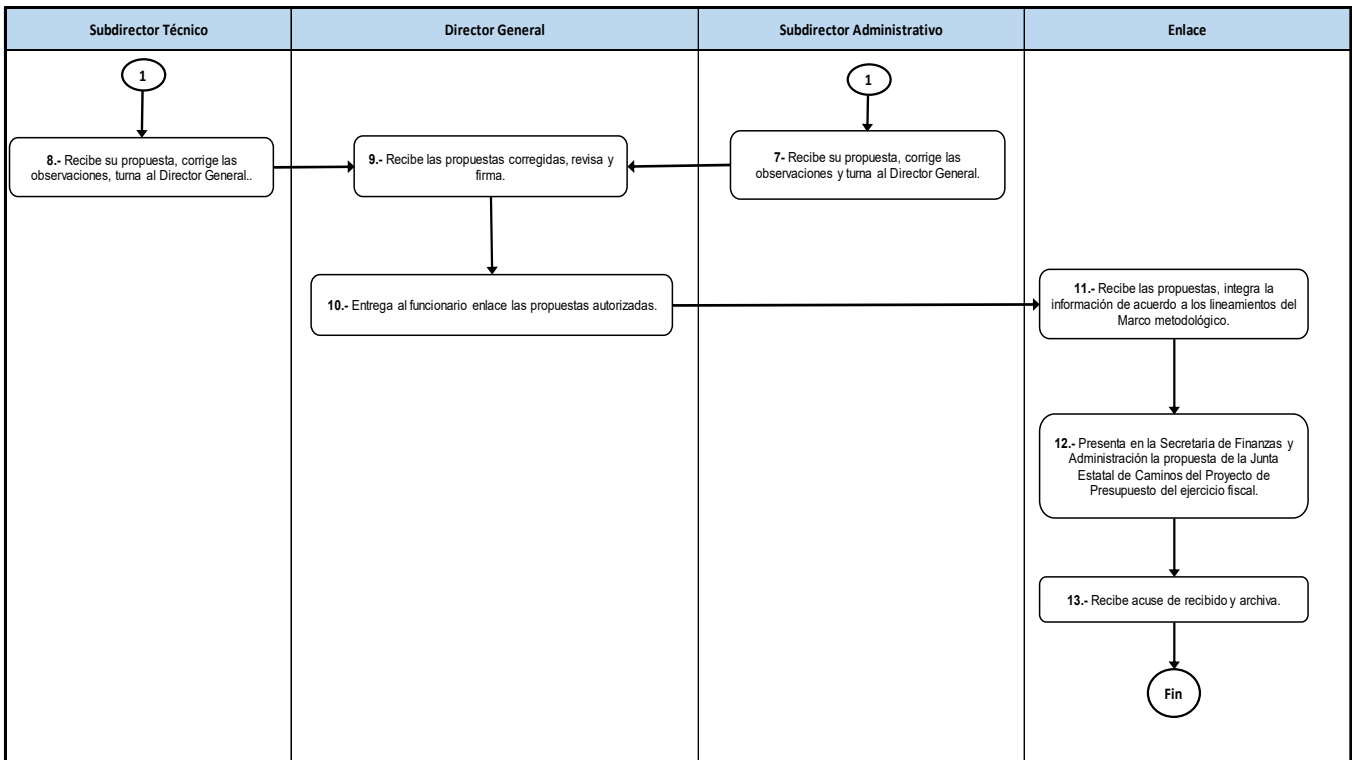 Subdirector Técnico
Director General
Subdirector Administrativo
Enlace
1
1
8.- Recibe su propuesta, corrige las
observaciones, turna al Director General..
9.- Recibe las propuestas corregidas, revisa y
firma.
7- Recibe su propuesta, corrige las
observaciones y turna al Director General.
10.- Entrega al funcionario enlace las propuestas autorizadas.
11.- Recibe las propuestas, integra la
información de acuerdo a los lineamientos del
Marco metodológico.
12.- Presenta en la Secretaria de Finanzas y
Administración la propuesta de la Junta
Estatal de Caminos del Proyecto de
Presupuesto del ejercicio fiscal.
13.- Recibe acuse de recibido y archiva.
Fin